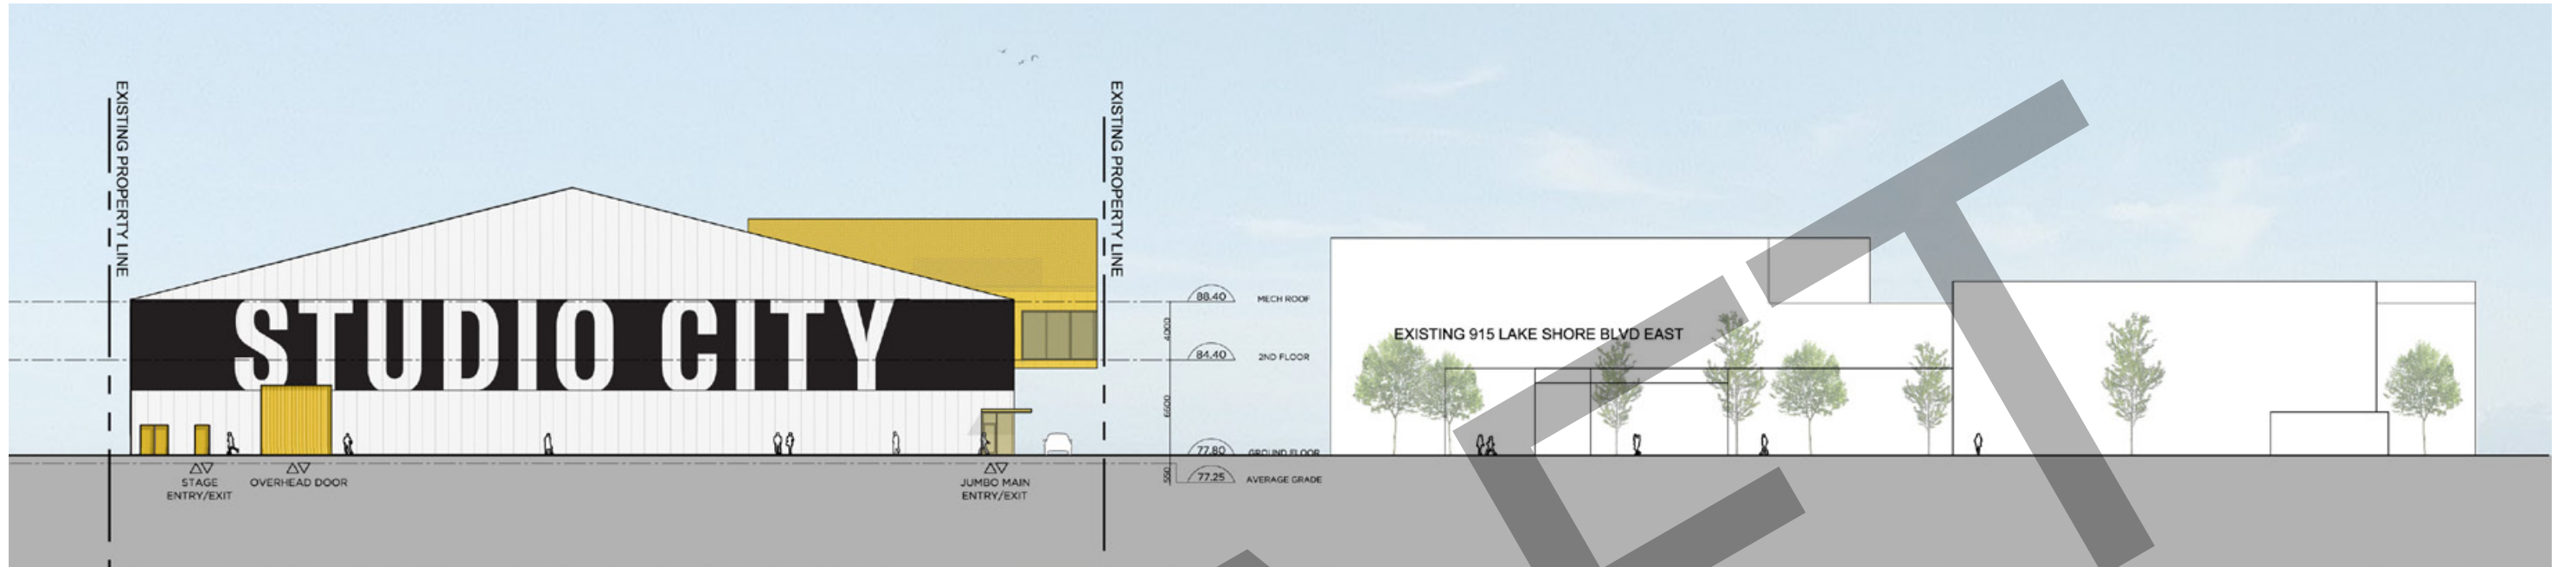 EXISTING PROPERTY LINE
EXISTING PROPERTY LINE
STUDIO CITY
88.40 MECH ROOF
4000
84.40 2ND FLOOR
6600
77.80 GROUND FLOOR
550
77.25 AVERAGE GRADE
EXISTING 915 LAKE SHORE BLVD EAST
STAGE
ENTRY/EXIT
OVERHEAD DOOR
JUMBO MAIN
ENTRY/EXIT
ET